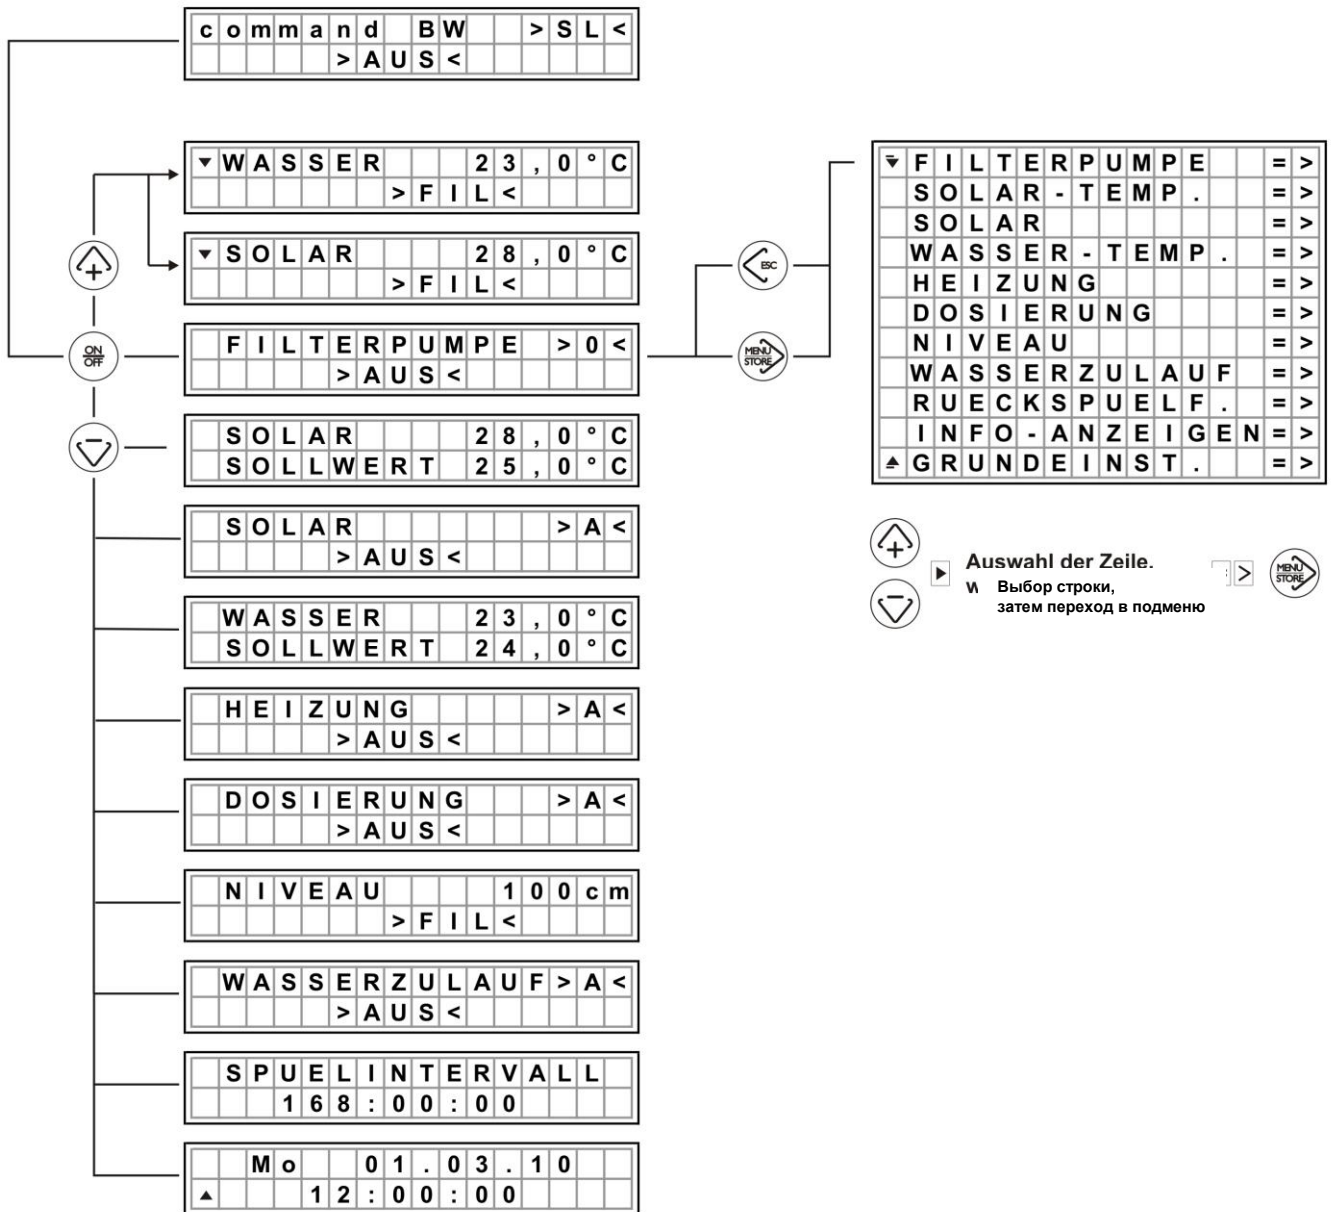 command BW >SL<
>AUS<
▼WASSER 23,0°C
>FIL<
▼SOLAR 28,0°C
>FIL<
FILTERPUMPE >0<
>AUS<
SOLAR 28,0°C
SOLLWERT 25,0°C
SOLAR >A<
>AUS<
WASSER 23,0°C
SOLLWERT 24,0°C
HEIZUNG >A<
>AUS<
DOSIERUNG >A<
>AUS<
NIVEAU 100cm
>FIL<
WASSERZULAUF>A<
>AUS<
SPUELINTERVALL
168:00:00
Mo 01.03.10
▲ 12:00:00
ON
OFF
ESC
MENU
STORE
FILTERPUMPE =>
SOLAR-TEMP. =>
SOLAR =>
WASSER-TEMP. =>
HEIZUNG =>
DOSIERUNG =>
NIVEAU =>
WASSERZULAUF =>
RUECKSPUELF. =>
INFO-ANZEIGEN=>
GRUNDEINST. =>
Auswahl der Zeile.
Выбор строки,
затем переход в подменю
>
MENU
STORE